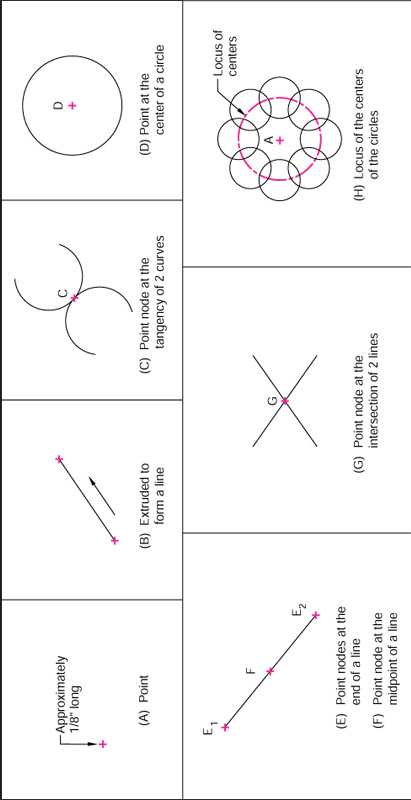 Approximately
1/8" long
(A) Point
(B) Extruded to
form a line
C
(C) Point node at the
tangency of 2 curves
D
(D) Point at the
center of a circle
E1
F
E2
(E) Point nodes at the
end of a line
(F) Point node at the
midpoint of a line
G
(G) Point node at the
intersection of 2 lines
Locus of
centers
A
(H) Locus of the centers
of the circles